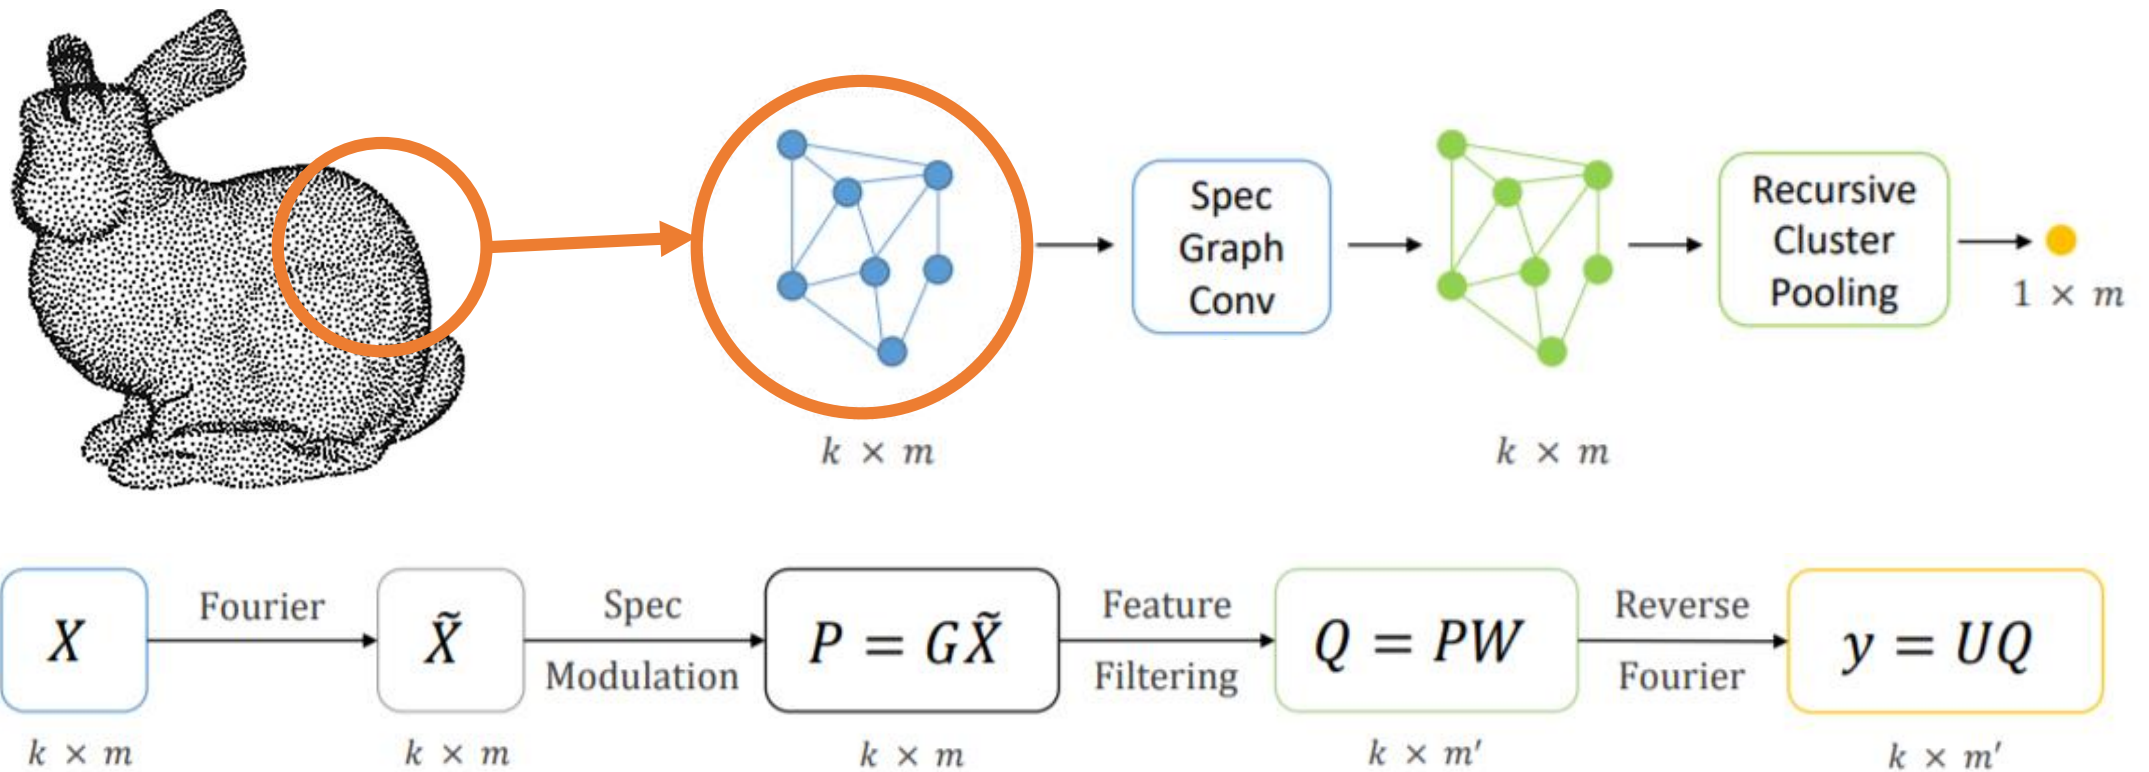 Spec
Graph
Conv
Recursive
Cluster
Pooling
1 × m
k × m
k × m
X
Fourier
X̃
Spec
Modulation
P = GX̃
Feature
Filtering
Q = PW
Reverse
Fourier
y = UQ
k × m
k × m
k × m
k × m′
k × m′